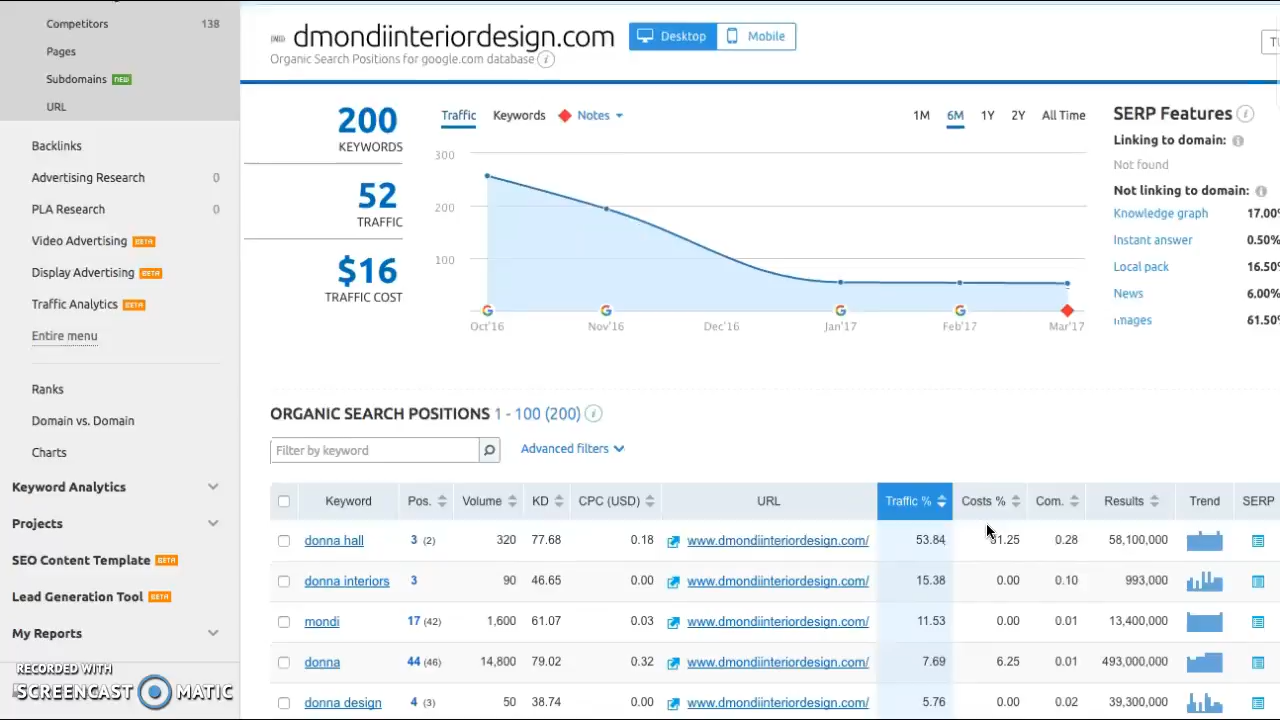 Competitors 138
Pages
Subdomains NEW
URL
Backlinks
Advertising Research 0
PLA Research 0
Video Advertising BETA
Display Advertising BETA
Traffic Analytics BETA
Entire menu
Ranks
Domain vs. Domain
Charts
Keyword Analytics
Projects
SEO Content Template BETA
Lead Generation Tool BETA
My Reports
RECORDED WITH
SCREENCAST MATIC
dmondiinteriordesign.com Desktop Mobile
Organic Search Positions for google.com database i
200
KEYWORDS
52
TRAFFIC
$16
TRAFFIC COST
Traffic Keywords Notes 1M 6M 1Y 2Y All Time
300
200
100
Oct'16 Nov'16 Dec'16 Jan'17 Feb'17 Mar'17
SERP Features i
Linking to domain: i
Not found
Not linking to domain: i
Knowledge graph 17.00%
Instant answer 0.50%
Local pack 16.50%
News 6.00%
Images 61.50%
ORGANIC SEARCH POSITIONS 1 - 100 (200) i
Filter by keyword Advanced filters
Keyword Pos. Volume KD CPC (USD) URL Traffic % Costs % Com. Results Trend SERP
donna hall 3 (2) 320 77.68 0.18 www.dmondiinteriordesign.com/ 53.84 31.25 0.28 58,100,000
donna interiors 3 90 46.65 0.00 www.dmondiinteriordesign.com/ 15.38 0.00 0.10 993,000
mondi 17 (42) 1,600 61.07 0.03 www.dmondiinteriordesign.com/ 11.53 0.00 0.01 13,400,000
donna 44 (46) 14,800 79.02 0.32 www.dmondiinteriordesign.com/ 7.69 6.25 0.01 493,000,000
donna design 4 (3) 50 38.74 0.00 www.dmondiinteriordesign.com/ 5.76 0.00 0.02 39,300,000